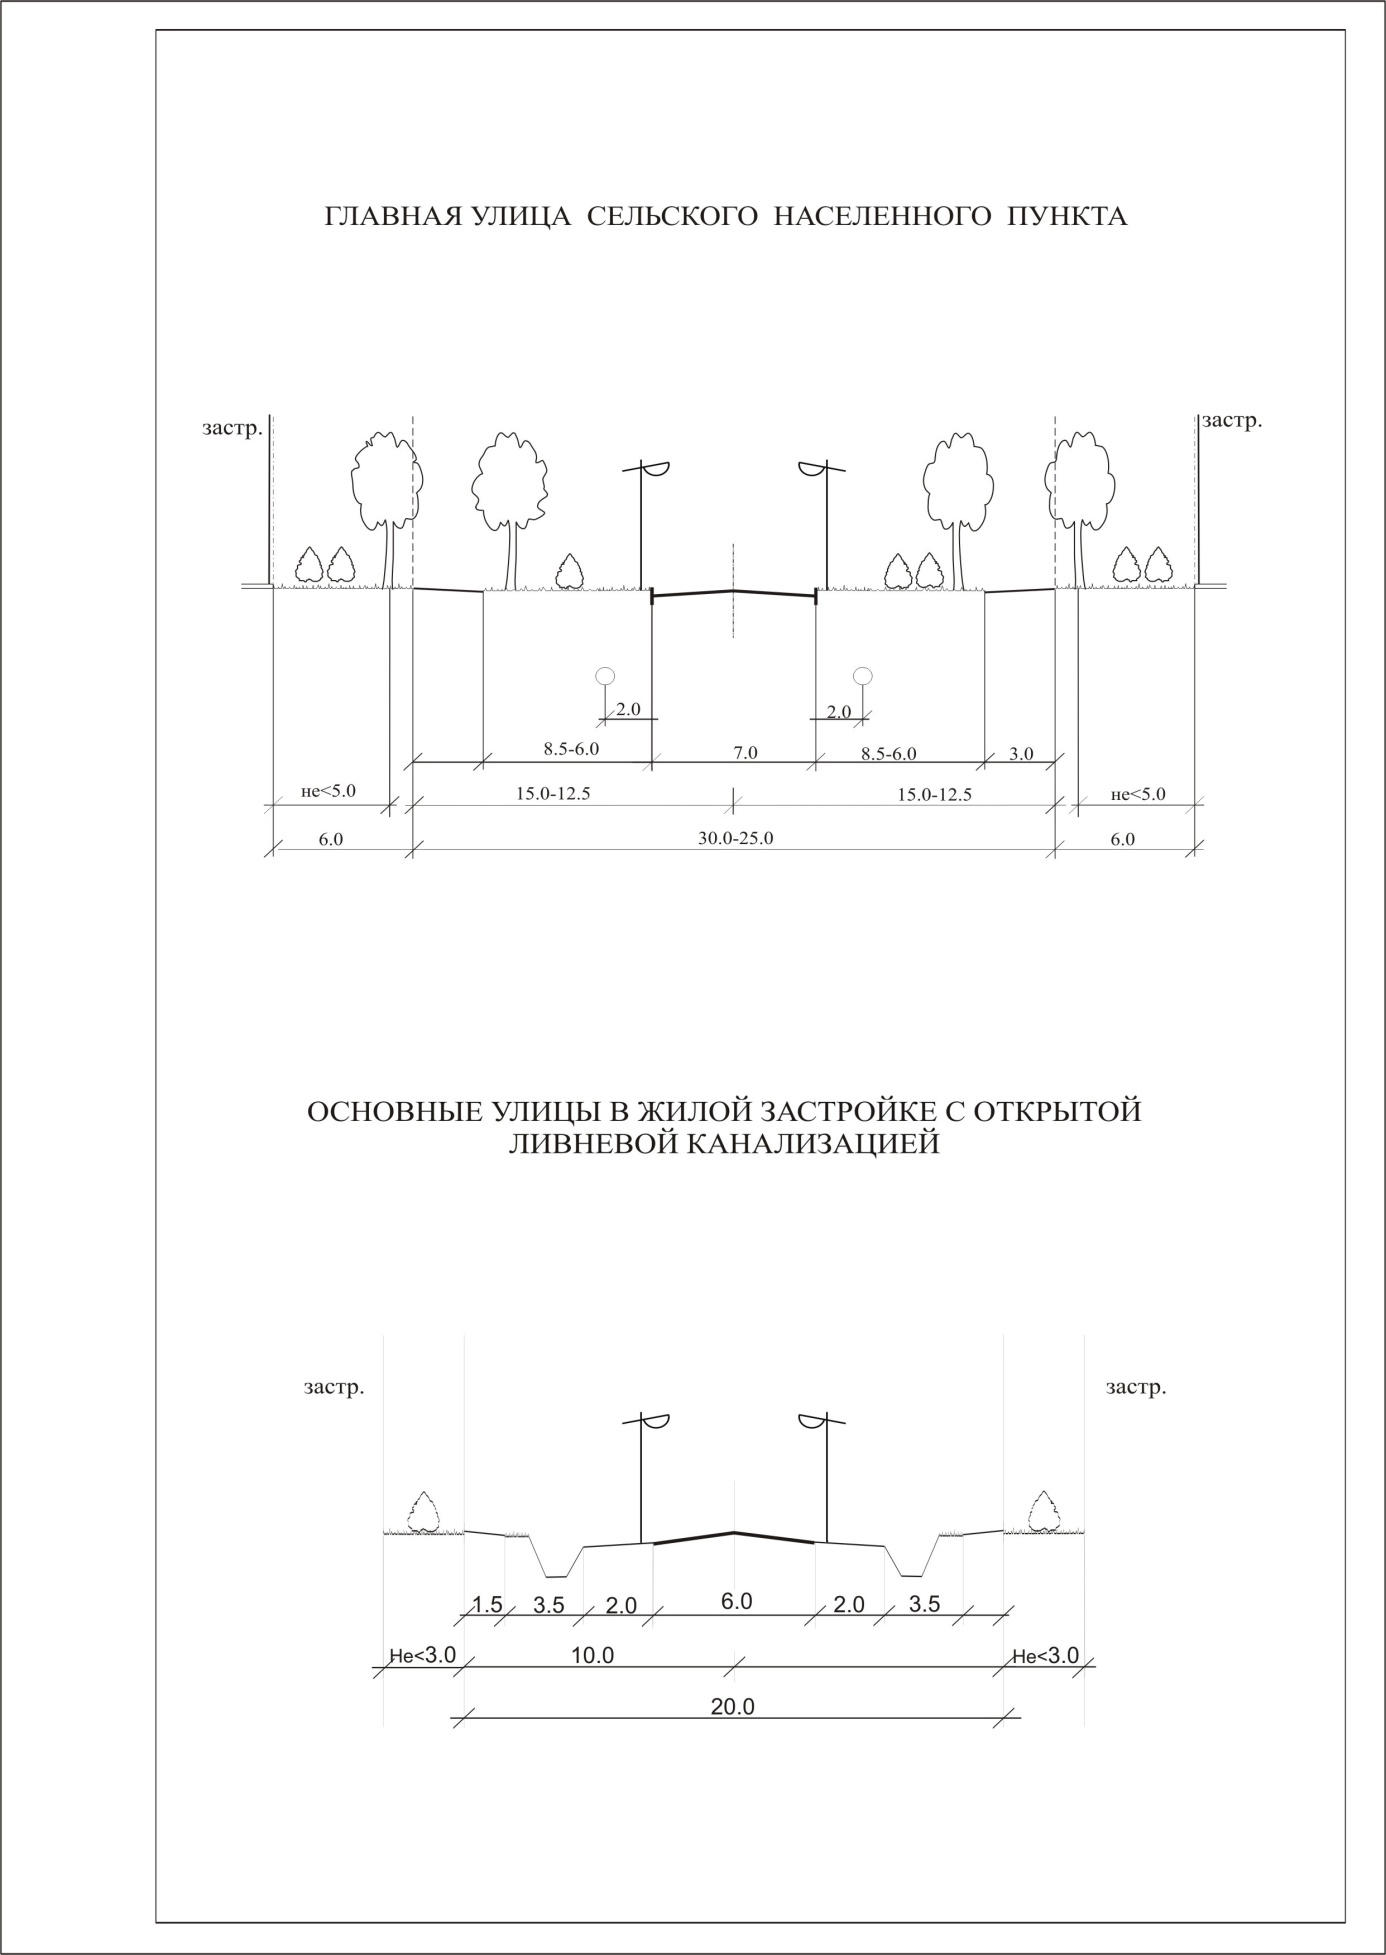 ГЛАВНАЯ УЛИЦА СЕЛЬСКОГО НАСЕЛЕННОГО ПУНКТА
застр. застр.
2.0 2.0
8.5-6.0 7.0 8.5-6.0 3.0
не<5.0 15.0-12.5 15.0-12.5 не<5.0
6.0 30.0-25.0 6.0
ОСНОВНЫЕ УЛИЦЫ В ЖИЛОЙ ЗАСТРОЙКЕ С ОТКРЫТОЙ
ЛИВНЕВОЙ КАНАЛИЗАЦИЕЙ
застр. застр.
1.5 3.5 2.0 6.0 2.0 3.5
Не<3.0 10.0 Не<3.0
20.0